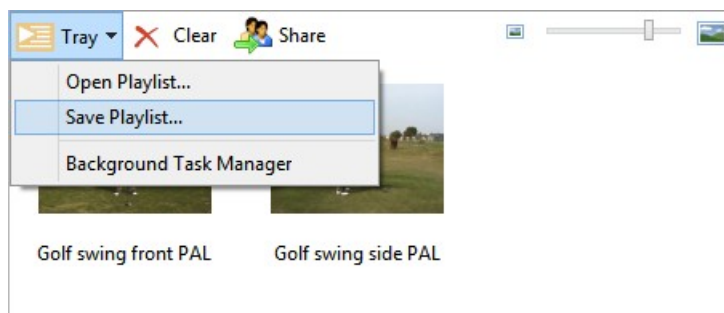 Tray Clear Share
Open Playlist...
Save Playlist...
Background Task Manager
Golf swing front PAL Golf swing side PAL